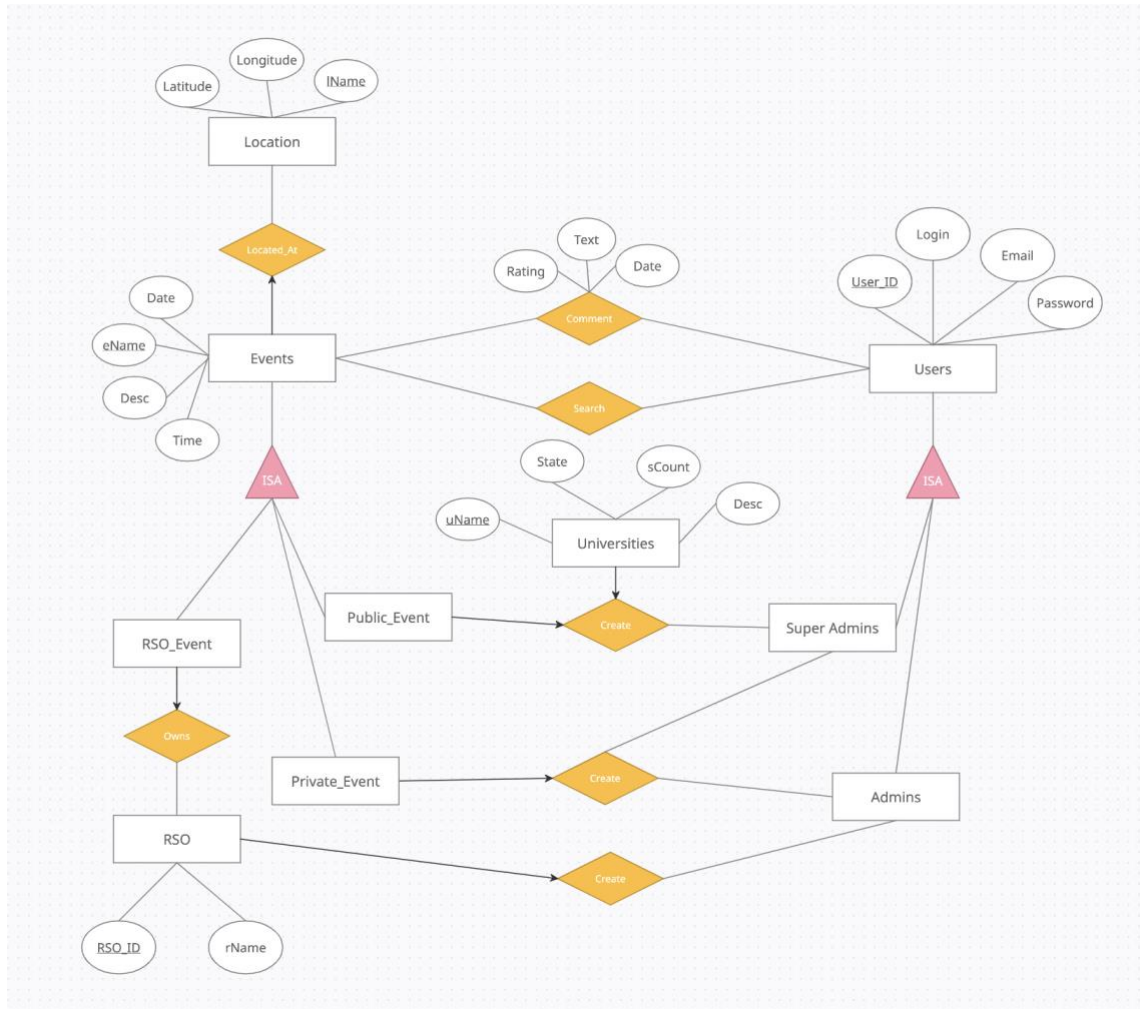 Longitude
Latitude
lName
Location
Located_At
Text
Rating
Date
Comment
Login
User_ID
Email
Password
Users
Date
eName
Events
Desc
Time
Search
ISA
ISA
State
sCount
uName
Desc
Universities
Public_Event
Create
Super Admins
RSO_Event
Owns
Private_Event
Create
Admins
RSO
Create
RSO_ID
rName